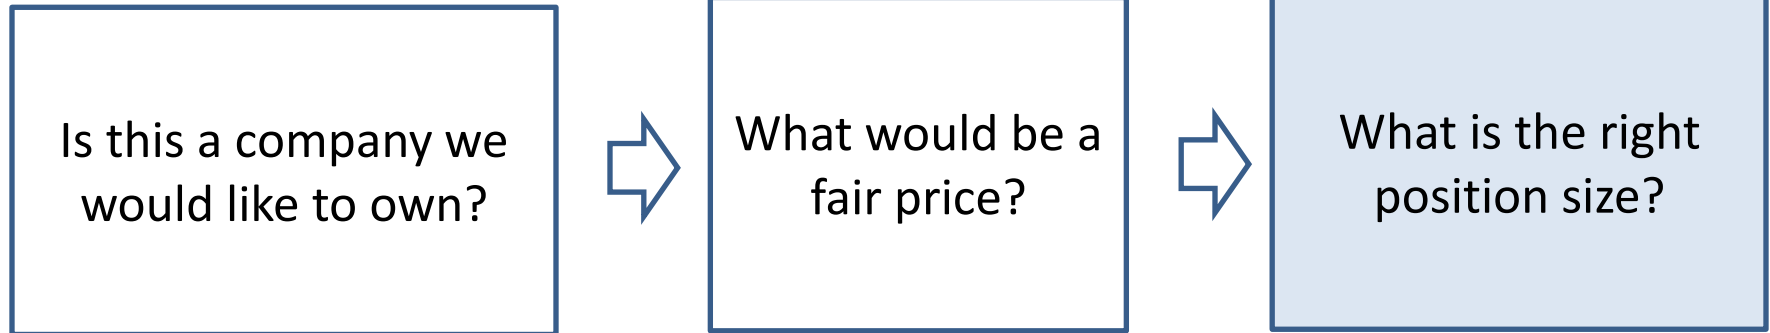 Is this a company we
would like to own?
What would be a
fair price?
What is the right
position size?